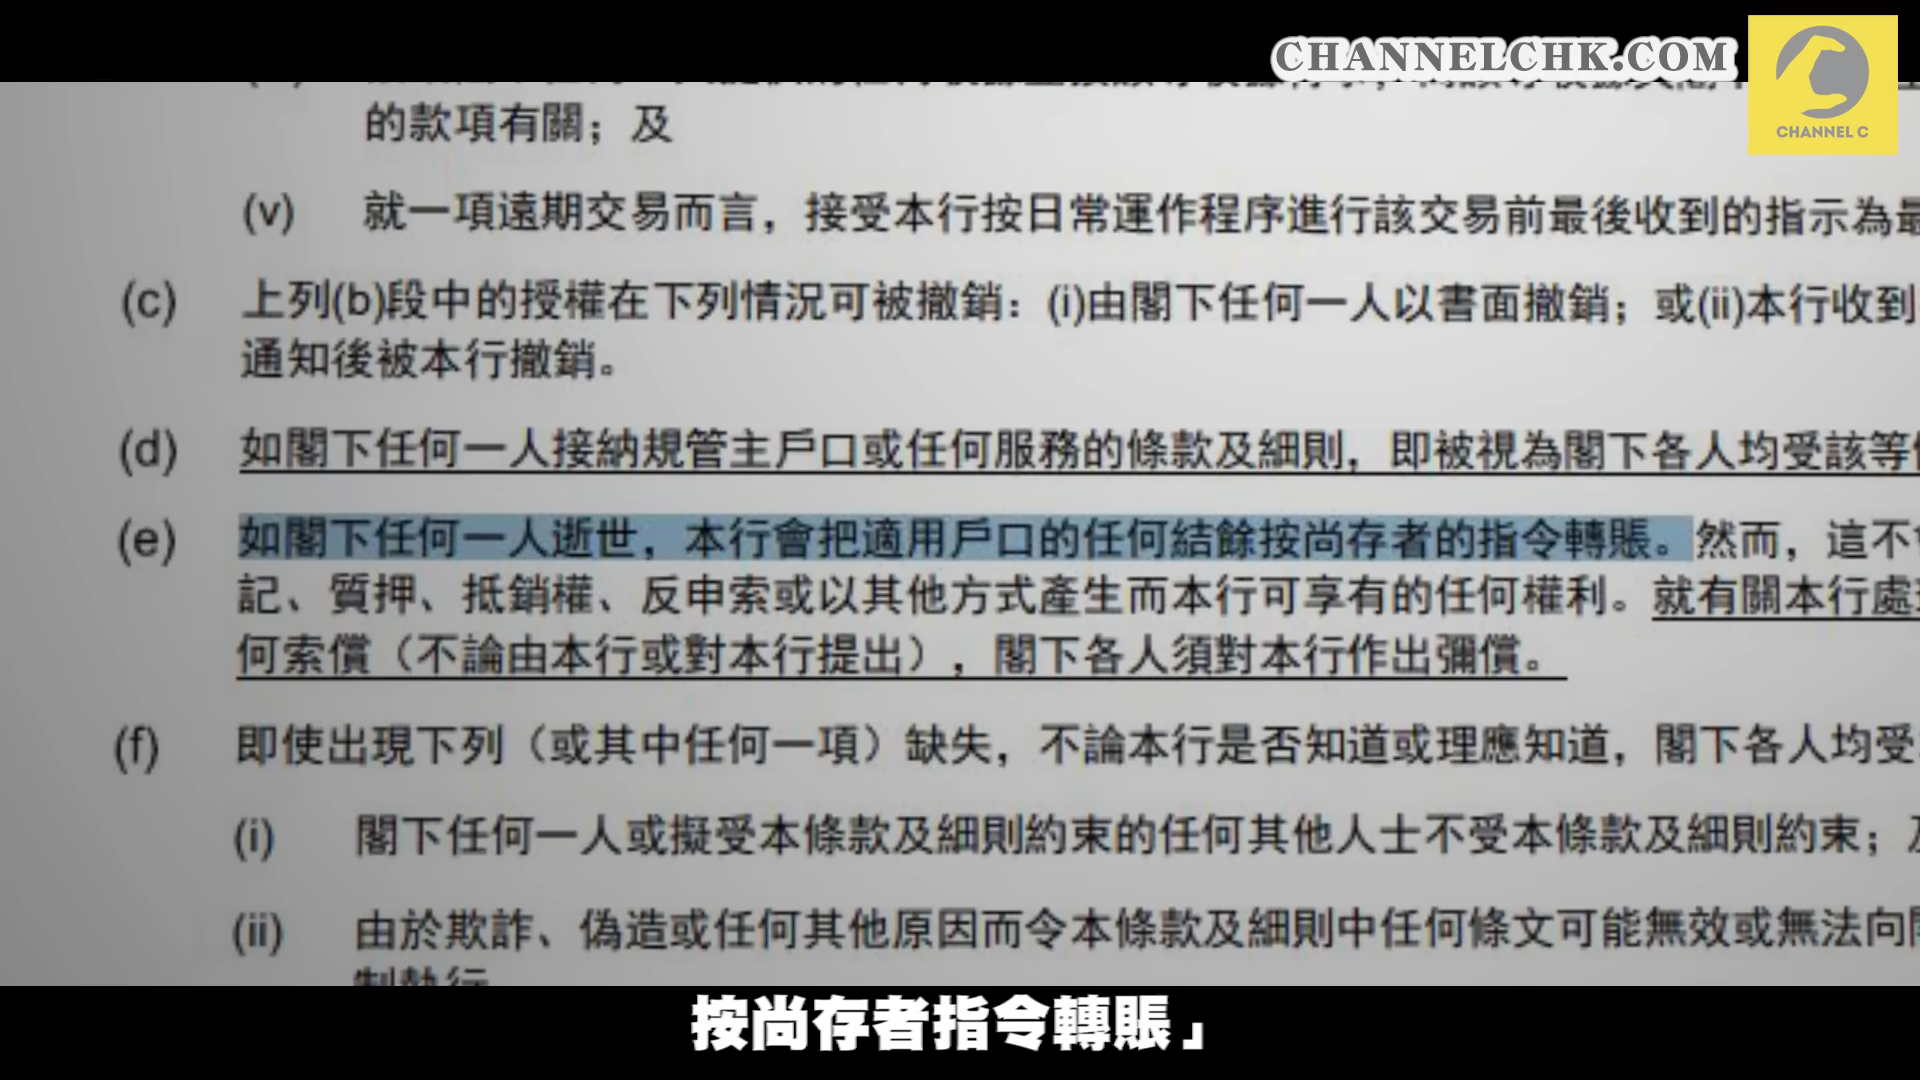 CHANNELCHK.COM
CHANNEL C
的款項有關；及
(v) 就一項遠期交易而言，接受本行按日常運作程序進行該交易前最後收到的指示為最
(c) 上列(b)段中的授權在下列情況可被撤銷：(i)由閣下任何一人以書面撤銷；或(ii)本行收到
通知後被本行撤銷。
(d) 如閣下任何一人接納規管主戶口或任何服務的條款及細則，即被視為閣下各人均受該等
(e) 如閣下任何一人逝世，本行會把適用戶口的任何結餘按尚存者的指令轉賬。然而，這不
記、質押、抵銷權、反申索或以其他方式產生而本行可享有的任何權利。就有關本行處
何索償（不論由本行或對本行提出），閣下各人須對本行作出彌償。
(f) 即使出現下列（或其中任何一項）缺失，不論本行是否知道或理應知道，閣下各人均受
(i) 閣下任何一人或擬受本條款及細則約束的任何其他人士不受本條款及細則約束；
(ii) 由於欺詐、偽造或任何其他原因而令本條款及細則中任何條文可能無效或無法向
按尚存者指令轉賬」